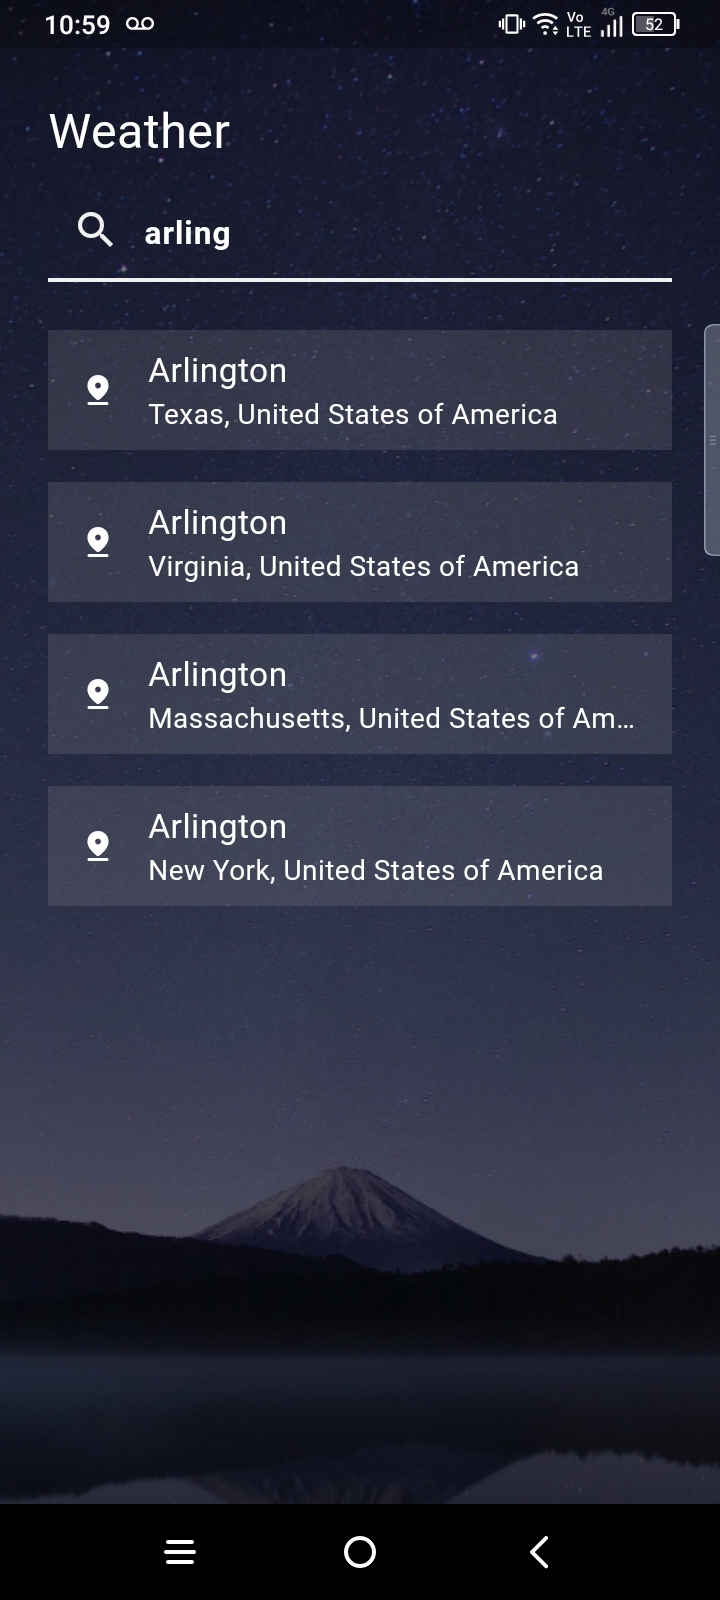 10:59
Vo
LTE
4G
52
Weather
arling
Arlington
Texas, United States of America
Arlington
Virginia, United States of America
Arlington
Massachusetts, United States of Am…
Arlington
New York, United States of America